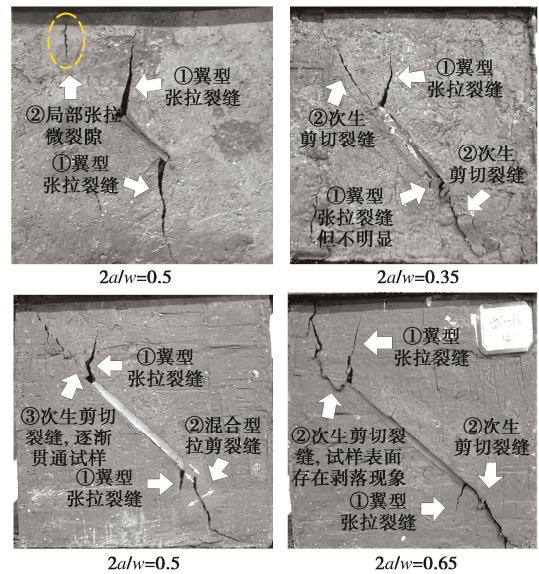 ①翼型
张拉裂缝
②局部张拉
微裂隙
①翼型
张拉裂缝
2a/w=0.5
①翼型
张拉裂缝
②次生
剪切裂缝
②次生
剪切裂缝
①翼型
张拉裂缝
但不明显
2a/w=0.35
①翼型
张拉裂缝
③次生剪切
裂缝,逐渐
贯通试样
②混合型
拉剪裂缝
①翼型
张拉裂缝
2a/w=0.5
①翼型
张拉裂缝
②次生剪切裂
缝,试样表面
存在剥落现象
②次生
剪切裂缝
①翼型
张拉裂缝
2a/w=0.65